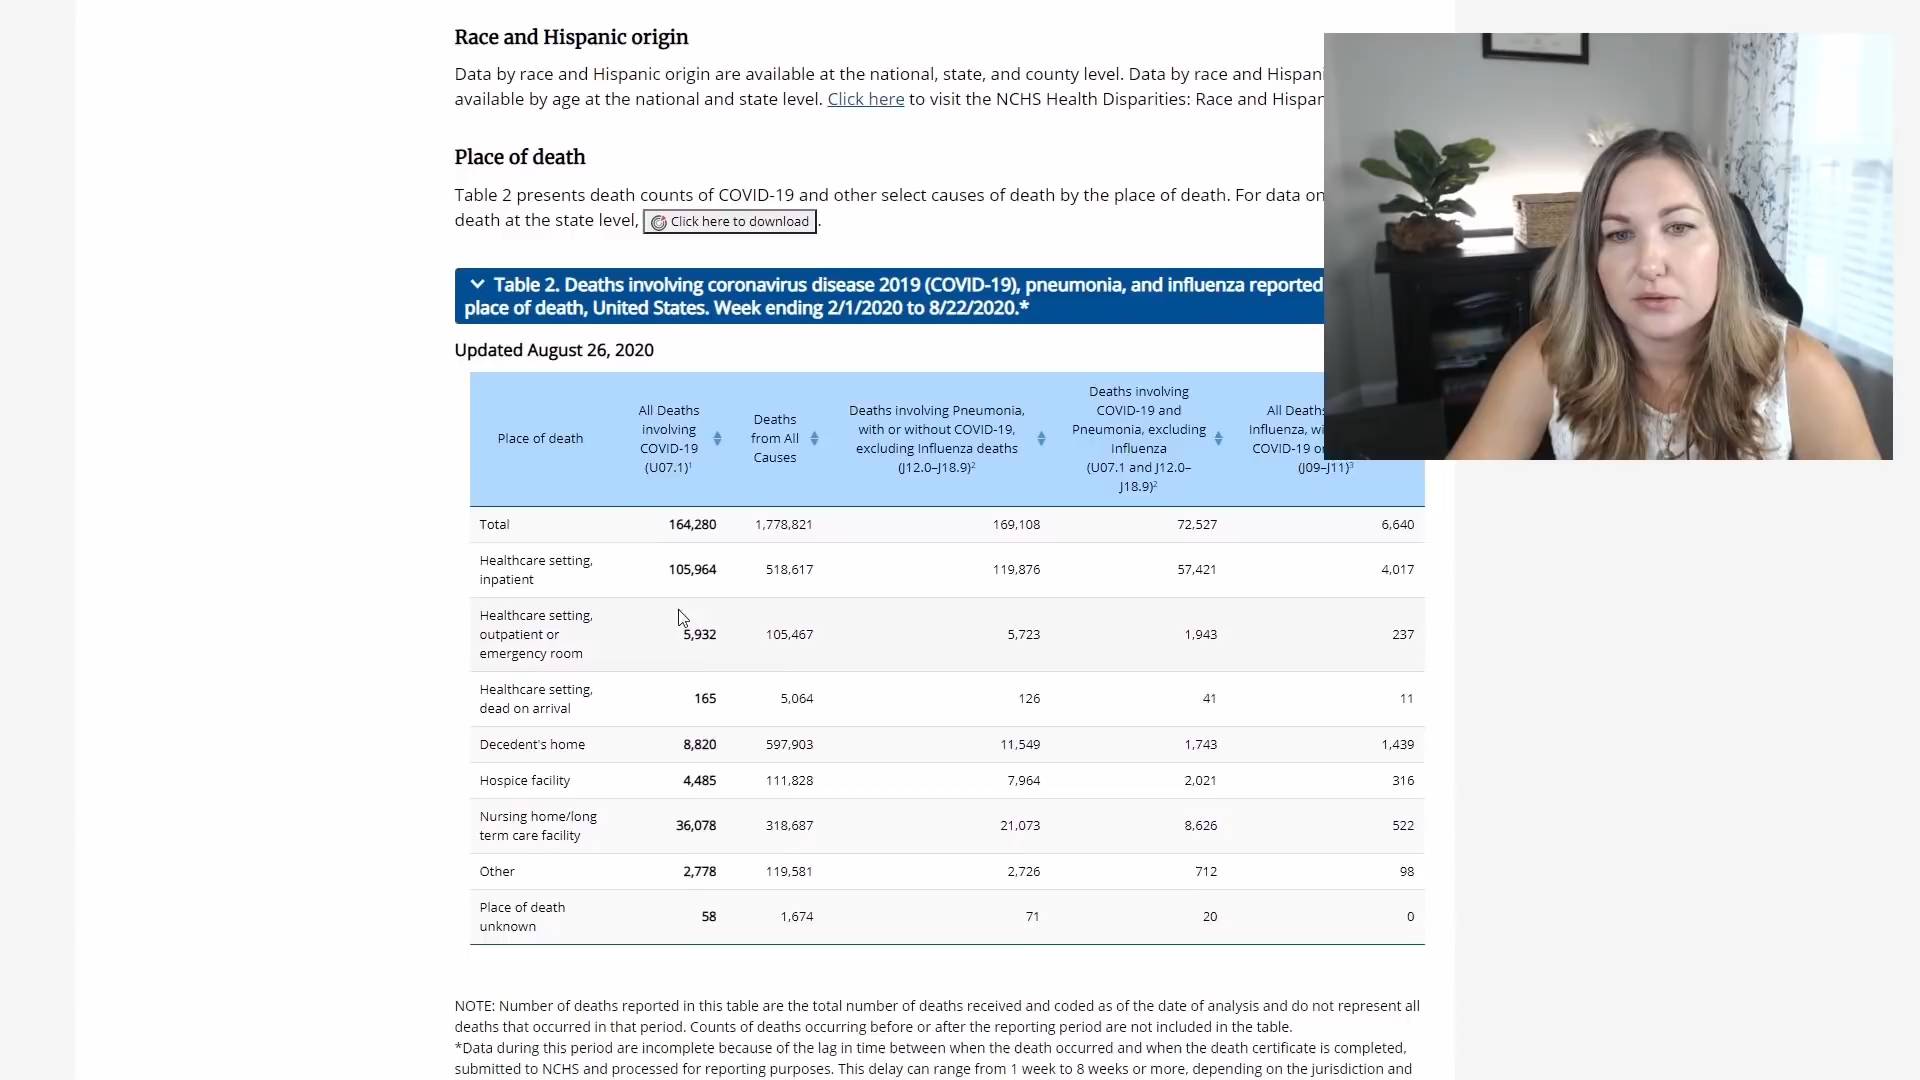 Race and Hispanic origin
Data by race and Hispanic origin are available at the national, state, and county level. Data by race and Hispani
available by age at the national and state level. Click here to visit the NCHS Health Disparities: Race and Hispan
Place of death
Table 2 presents death counts of COVID-19 and other select causes of death by the place of death. For data on
death at the state level, Click here to download.
Table 2. Deaths involving coronavirus disease 2019 (COVID-19), pneumonia, and influenza reported
place of death, United States. Week ending 2/1/2020 to 8/22/2020.*
Updated August 26, 2020
Place of death
All Deaths
involving
COVID-19
(U07.1)¹
Deaths
from All
Causes
Deaths involving Pneumonia,
with or without COVID-19,
excluding Influenza deaths
(J12.0–J18.9)²
Deaths involving
COVID-19 and
Pneumonia, excluding
Influenza
(U07.1 and J12.0–
J18.9)²
All Deaths
Influenza, wi
COVID-19 o
(J09–J11)³
Total 164,280 1,778,821 169,108 72,527 6,640
Healthcare setting,
inpatient 105,964 518,617 119,876 57,421 4,017
Healthcare setting,
outpatient or
emergency room 5,932 105,467 5,723 1,943 237
Healthcare setting,
dead on arrival 165 5,064 126 41 11
Decedent's home 8,820 597,903 11,549 1,743 1,439
Hospice facility 4,485 111,828 7,964 2,021 316
Nursing home/long
term care facility 36,078 318,687 21,073 8,626 522
Other 2,778 119,581 2,726 712 98
Place of death
unknown 58 1,674 71 20 0
NOTE: Number of deaths reported in this table are the total number of deaths received and coded as of the date of analysis and do not represent all
deaths that occurred in that period. Counts of deaths occurring before or after the reporting period are not included in the table.
*Data during this period are incomplete because of the lag in time between when the death occurred and when the death certificate is completed,
submitted to NCHS and processed for reporting purposes. This delay can range from 1 week to 8 weeks or more, depending on the jurisdiction and